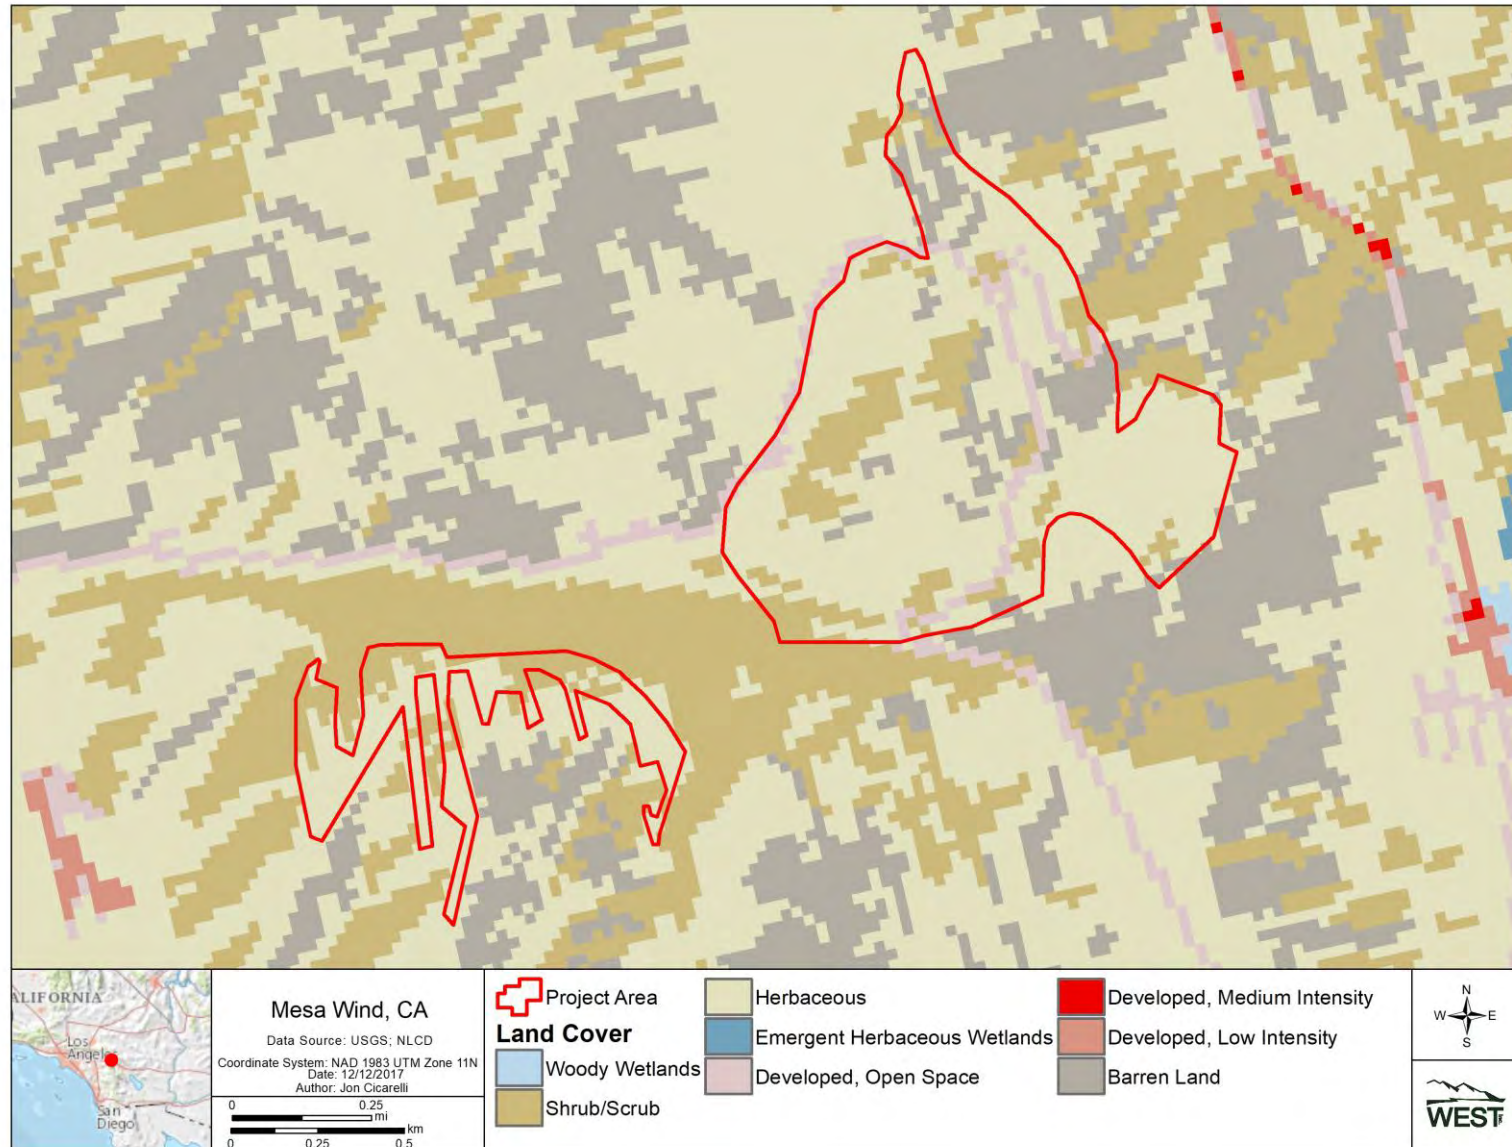 ALIFORNIA
Los
Angeles
San
Diego
Mesa Wind, CA
Data Source: USGS; NLCD
Coordinate System: NAD 1983 UTM Zone 11N
Date: 12/12/2017
Author: Jon Cicarelli
0 0.25
mi
km
0 0.25 0.5
Project Area
Land Cover
Woody Wetlands
Shrub/Scrub
Herbaceous
Emergent Herbaceous Wetlands
Developed, Open Space
Developed, Medium Intensity
Developed, Low Intensity
Barren Land
N
W E
S
WEST